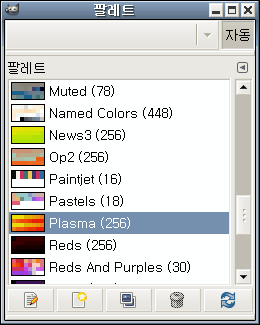 팔레트
자동
팔레트
Muted (78)
Named Colors (448)
News3 (256)
Op2 (256)
Paintjet (16)
Pastels (18)
Plasma (256)
Reds (256)
Reds And Purples (30)